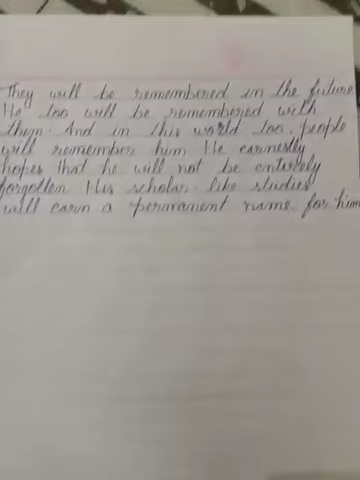 They will be remembered in the future
He too will be remembered with
them. And in this world too, people
will remember him. He earnestly
hopes that he will not be entirely
forgotten. His scholar like studies
will earn a permanent name for him